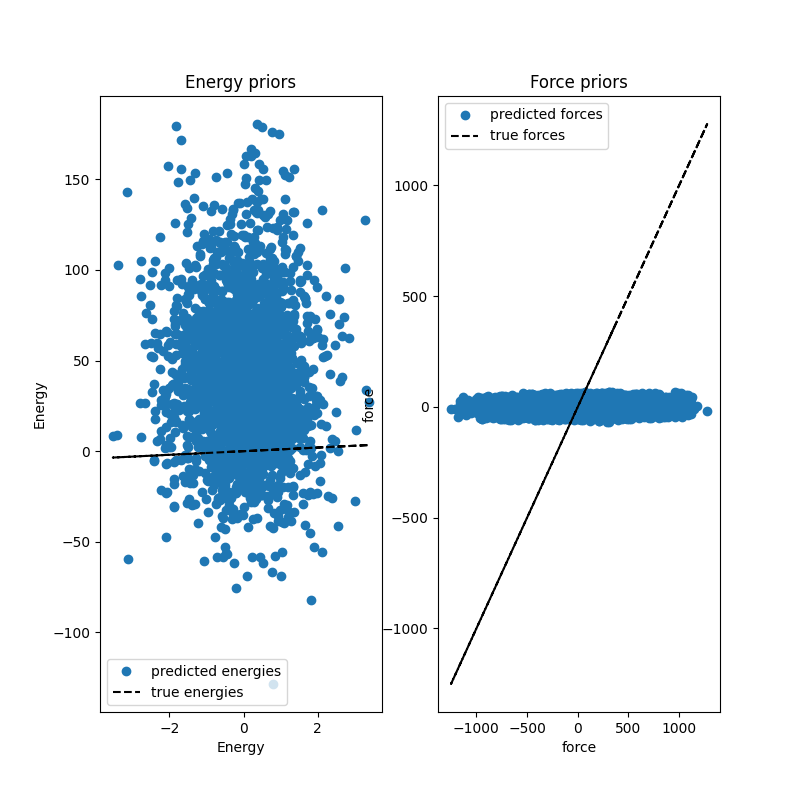 Energy priors
Energy
150
100
50
0
−50
−100
predicted energies
true energies
−2
0
2
Energy
Force priors
force
predicted forces
true forces
1000
500
0
−500
−1000
−1000
−500
0
500
1000
force